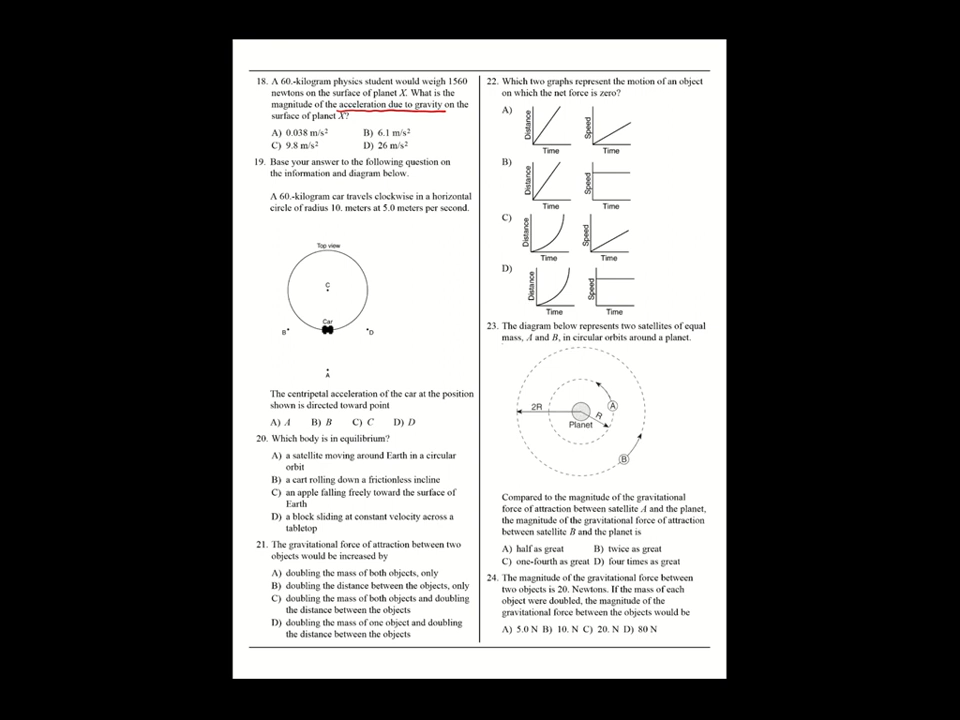 18. A 60.-kilogram physics student would weigh 1560
newtons on the surface of planet X. What is the
magnitude of the acceleration due to gravity on the
surface of planet X?
A) 0.038 m/s² B) 6.1 m/s²
C) 9.8 m/s² D) 26 m/s²
19. Base your answer to the following question on
the information and diagram below.
A 60.-kilogram car travels clockwise in a horizontal
circle of radius 10. meters at 5.0 meters per second.
Top view
C
Car
B D
A
The centripetal acceleration of the car at the position
shown is directed toward point
A) A B) B C) C D) D
20. Which body is in equilibrium?
A) a satellite moving around Earth in a circular
orbit
B) a cart rolling down a frictionless incline
C) an apple falling freely toward the surface of
Earth
D) a block sliding at constant velocity across a
tabletop
21. The gravitational force of attraction between two
objects would be increased by
A) doubling the mass of both objects, only
B) doubling the distance between the objects, only
C) doubling the mass of both objects and doubling
the distance between the objects
D) doubling the mass of one object and doubling
the distance between the objects
22. Which two graphs represent the motion of an object
on which the net force is zero?
A) Distance Time Speed Time
B) Distance Time Speed Time
C) Distance Time Speed Time
D) Distance Time Speed Time
23. The diagram below represents two satellites of equal
mass, A and B, in circular orbits around a planet.
2R A
R
Planet
B
Compared to the magnitude of the gravitational
force of attraction between satellite A and the planet,
the magnitude of the gravitational force of attraction
between satellite B and the planet is
A) half as great B) twice as great
C) one-fourth as great D) four times as great
24. The magnitude of the gravitational force between
two objects is 20. Newtons. If the mass of each
object were doubled, the magnitude of the
gravitational force between the objects would be
A) 5.0 N B) 10. N C) 20. N D) 80 N